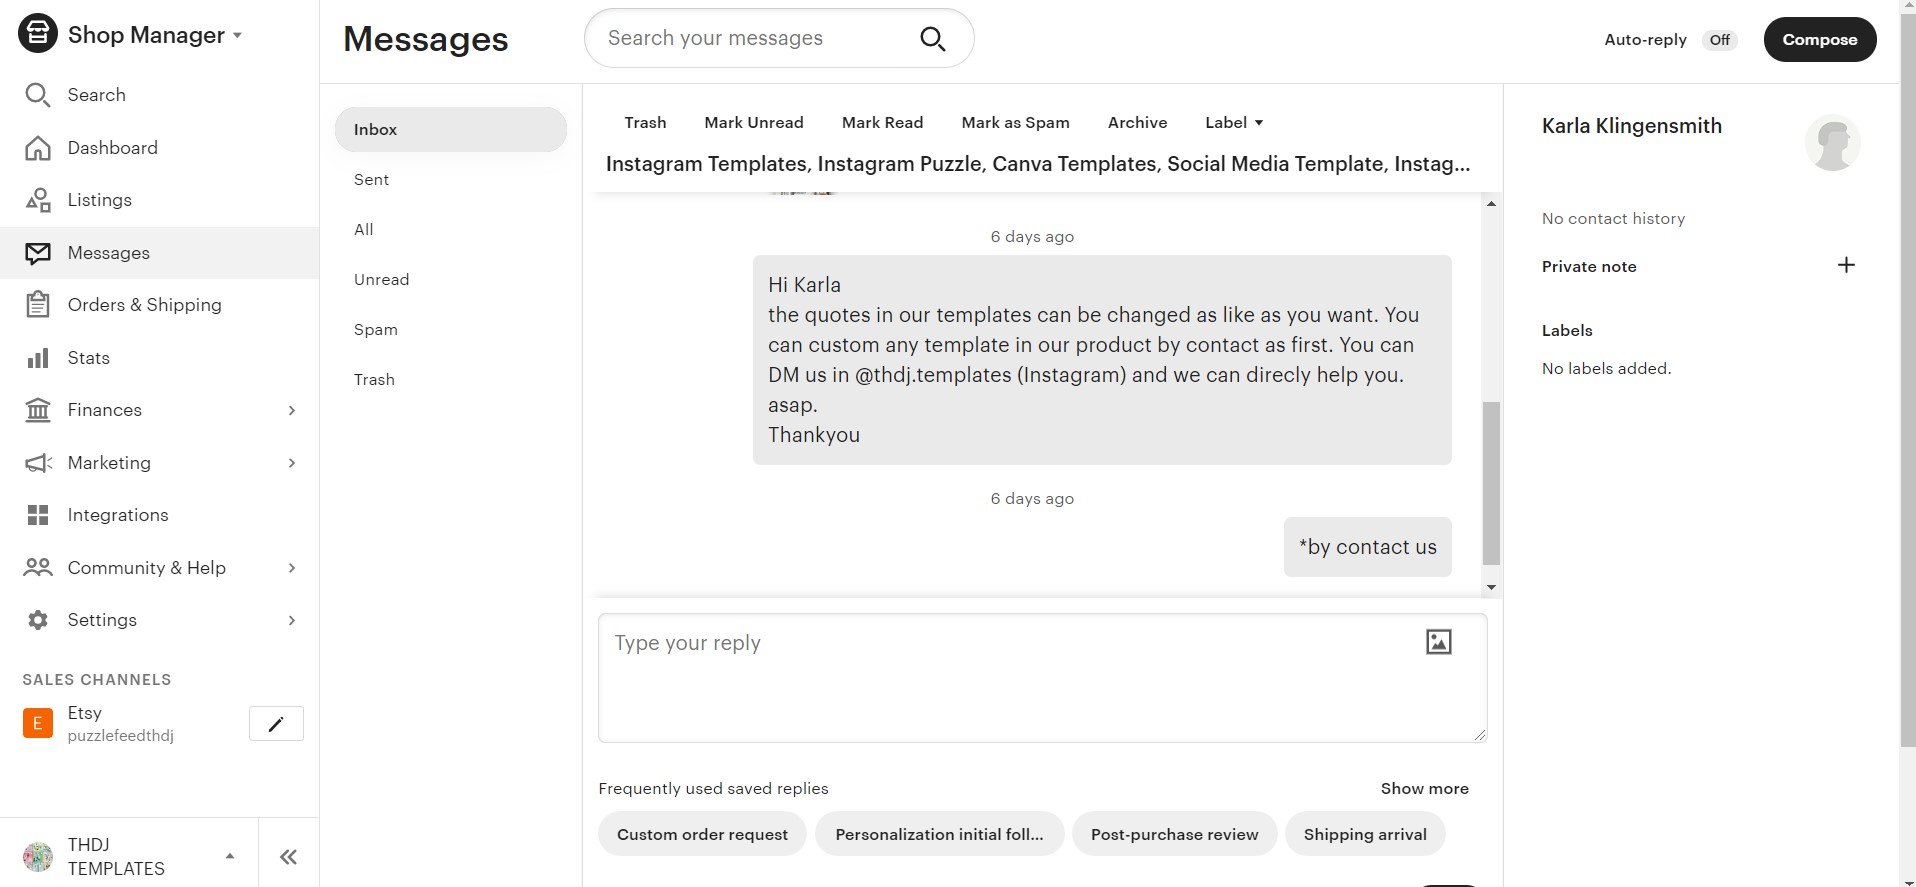 Shop Manager
Search
Dashboard
Listings
Messages
Orders & Shipping
Stats
Finances
Marketing
Integrations
Community & Help
Settings
SALES CHANNELS
E
Etsy
puzzlefeedthdj
THDJ
TEMPLATES
Messages
Search your messages
Auto-reply Off
Compose
Inbox
Sent
All
Unread
Spam
Trash
Trash Mark Unread Mark Read Mark as Spam Archive Label
Instagram Templates, Instagram Puzzle, Canva Templates, Social Media Template, Instag...
6 days ago
Hi Karla
the quotes in our templates can be changed as like as you want. You
can custom any template in our product by contact as first. You can
DM us in @thdj.templates (Instagram) and we can direcly help you.
asap.
Thankyou
6 days ago
*by contact us
Type your reply
Frequently used saved replies Show more
Custom order request Personalization initial foll... Post-purchase review Shipping arrival
Karla Klingensmith
No contact history
Private note
Labels
No labels added.